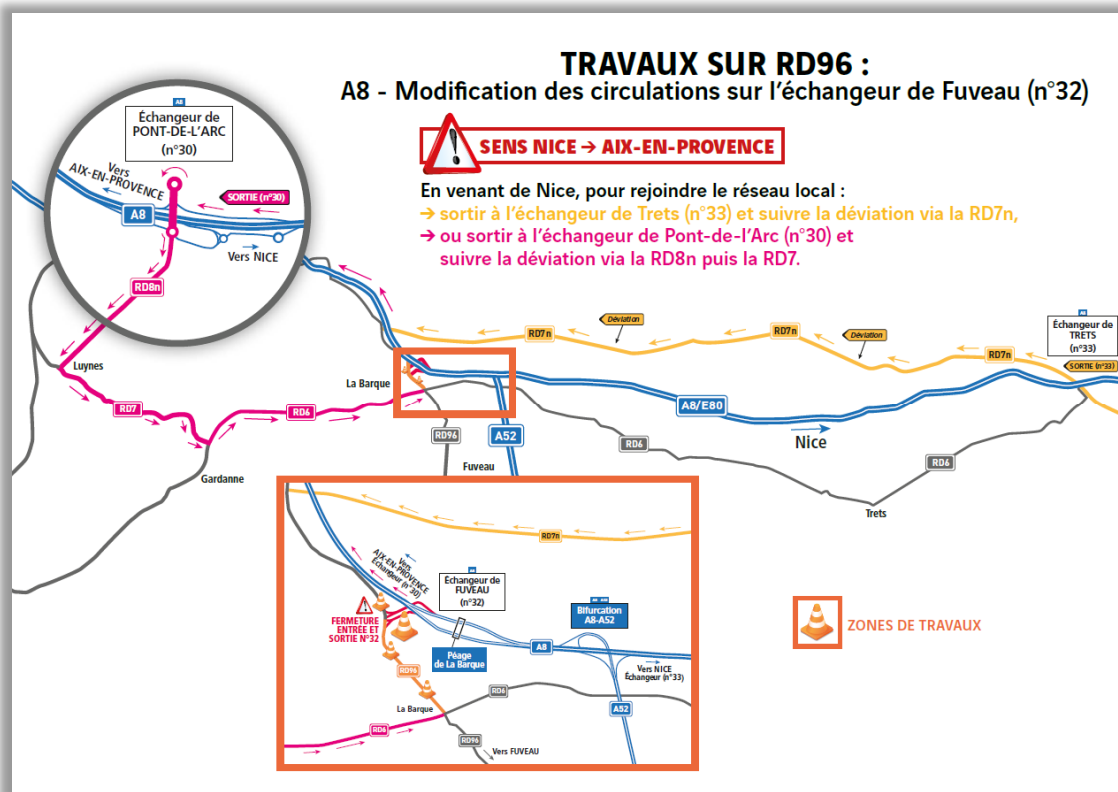 TRAVAUX SUR RD96 :
A8 - Modification des circulations sur l'échangeur de Fuveau (n°32)
SENS NICE → AIX-EN-PROVENCE
En venant de Nice, pour rejoindre le réseau local :
→ sortir à l'échangeur de Trets (n°33) et suivre la déviation via la RD7n,
→ ou sortir à l'échangeur de Pont-de-l'Arc (n°30) et
suivre la déviation via la RD8n puis la RD7.
A8
Échangeur de
PONT-DE-L'ARC
(n°30)
Vers
AIX-EN-PROVENCE
SORTIE (n°30)
A8
Vers NICE
RD8n
Luynes
RD7
RD6
Gardanne
La Barque
RD96
A52
Fuveau
RD7n
Déviation
RD7n
Déviation
RD7n
A8
Échangeur de
TRETS
(n°33)
SORTIE (n°33)
A8/E80
Nice
RD6
RD6
Trets
RD7n
Vers
AIX-EN-PROVENCE
Échangeur (n°30)
A8
Échangeur de
FUVEAU
(n°32)
FERMETURE
ENTRÉE ET
SORTIE N°32
Péage
de La Barque
A8
Bifurcation
A8-A52
Vers NICE
Échangeur (n°33)
RD96
RD6
A52
La Barque
RD6
RD96
Vers FUVEAU
ZONES DE TRAVAUX